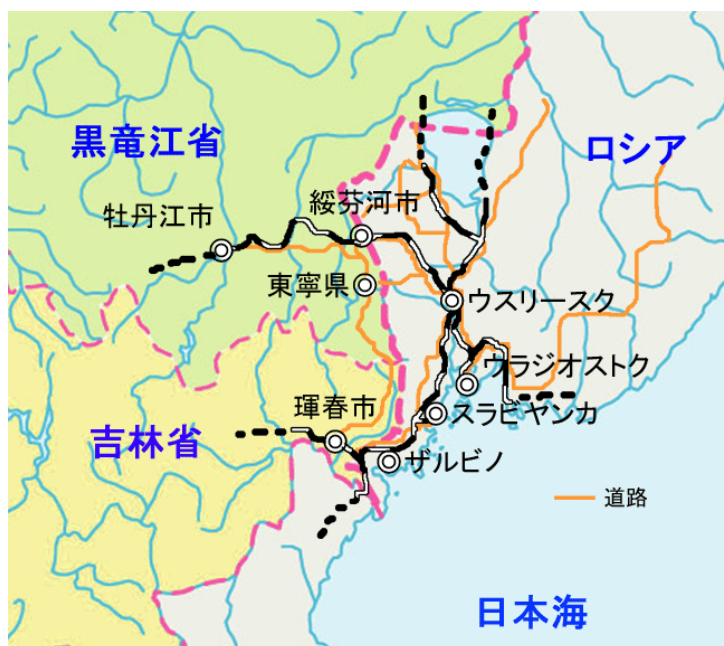 黒竜江省
ロシア
牡丹江市
綏芬河市
東寧県
ウスリースク
ウラジオストク
琿春市
スラビヤンカ
吉林省
ザルビノ
道路
日本海